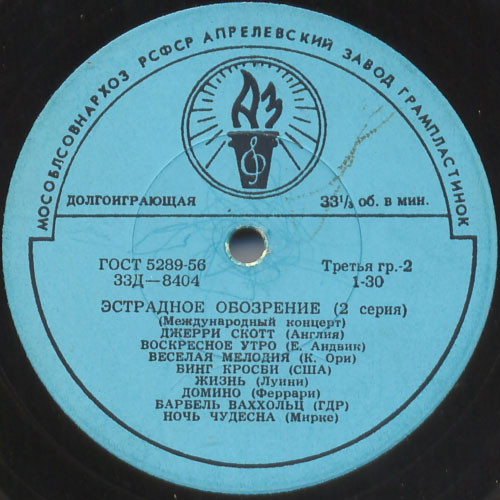 МОСОБЛСОВНАРХОЗ РСФСР АПРЕЛЕВСКИЙ ЗАВОД ГРАМПЛАСТИНОК
АЗ
ДОЛГОИГРАЮЩАЯ 33⅓ об. в мин.
ГОСТ 5289-56 Третья гр.-2
33Д—8404 1-30
ЭСТРАДНОЕ ОБОЗРЕНИЕ (2 серия)
(Международный концерт)
ДЖЕРРИ СКОТТ (Англия)
ВОСКРЕСНОЕ УТРО (Е. Андвик)
ВЕСЕЛАЯ МЕЛОДИЯ (К. Ори)
БИНГ КРОСБИ (США)
ЖИЗНЬ (Луини)
ДОМИНО (Феррари)
БАРБЕЛЬ ВАХХОЛЬЦ (ГДР)
НОЧЬ ЧУДЕСНА (Мирке)